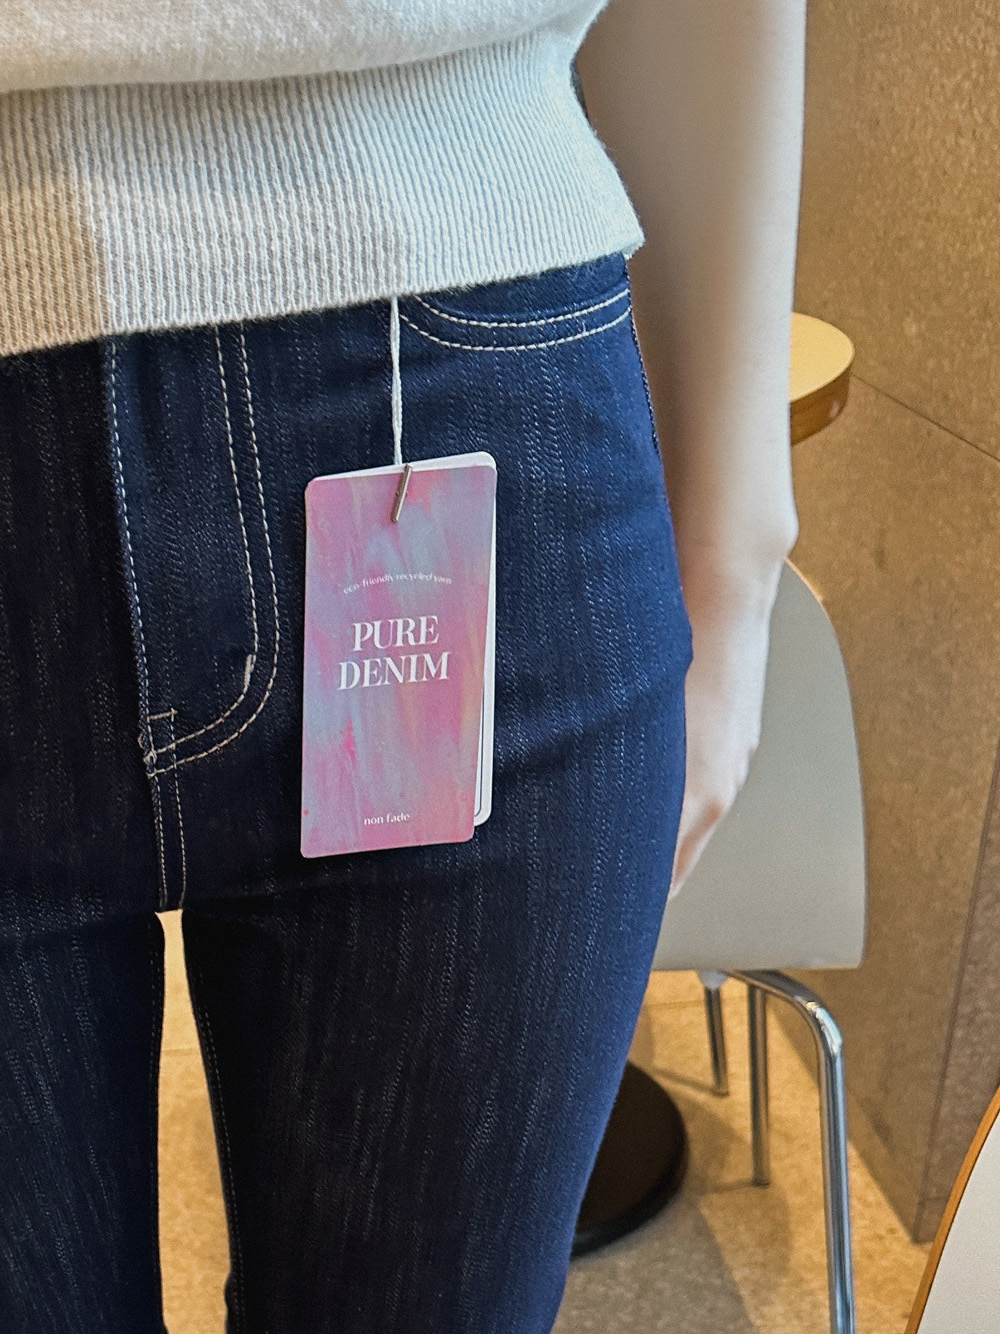 eco-friendly recycled yarn
PURE
DENIM
non fade